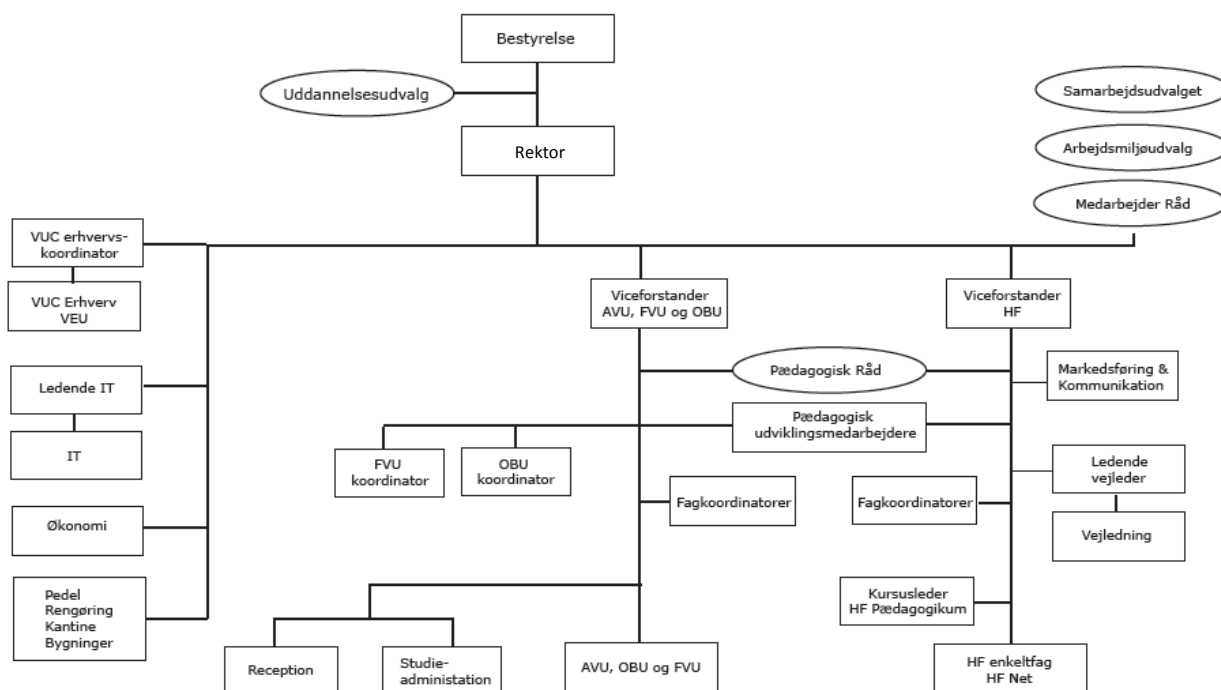 Bestyrelse
Uddannelsesudvalg
Samarbejdsudvalget
Rektor
Arbejdsmiljøudvalg
Medarbejder Råd
VUC erhvervs-
koordinator
VUC Erhverv
VEU
Viceforstander
AVU, FVU og OBU
Viceforstander
HF
Pædagogisk Råd
Markedsføring &
Kommunikation
Ledende IT
IT
Pædagogisk
udviklingsmedarbejdere
FVU
koordinator
OBU
koordinator
Ledende
vejleder
Fagkoordinatorer
Fagkoordinatorer
Vejledning
Økonomi
Pedel
Rengøring
Kantine
Bygninger
Kursusleder
HF Pædagogikum
Reception
Studie-
administation
AVU, OBU og FVU
HF enkeltfag
HF Net